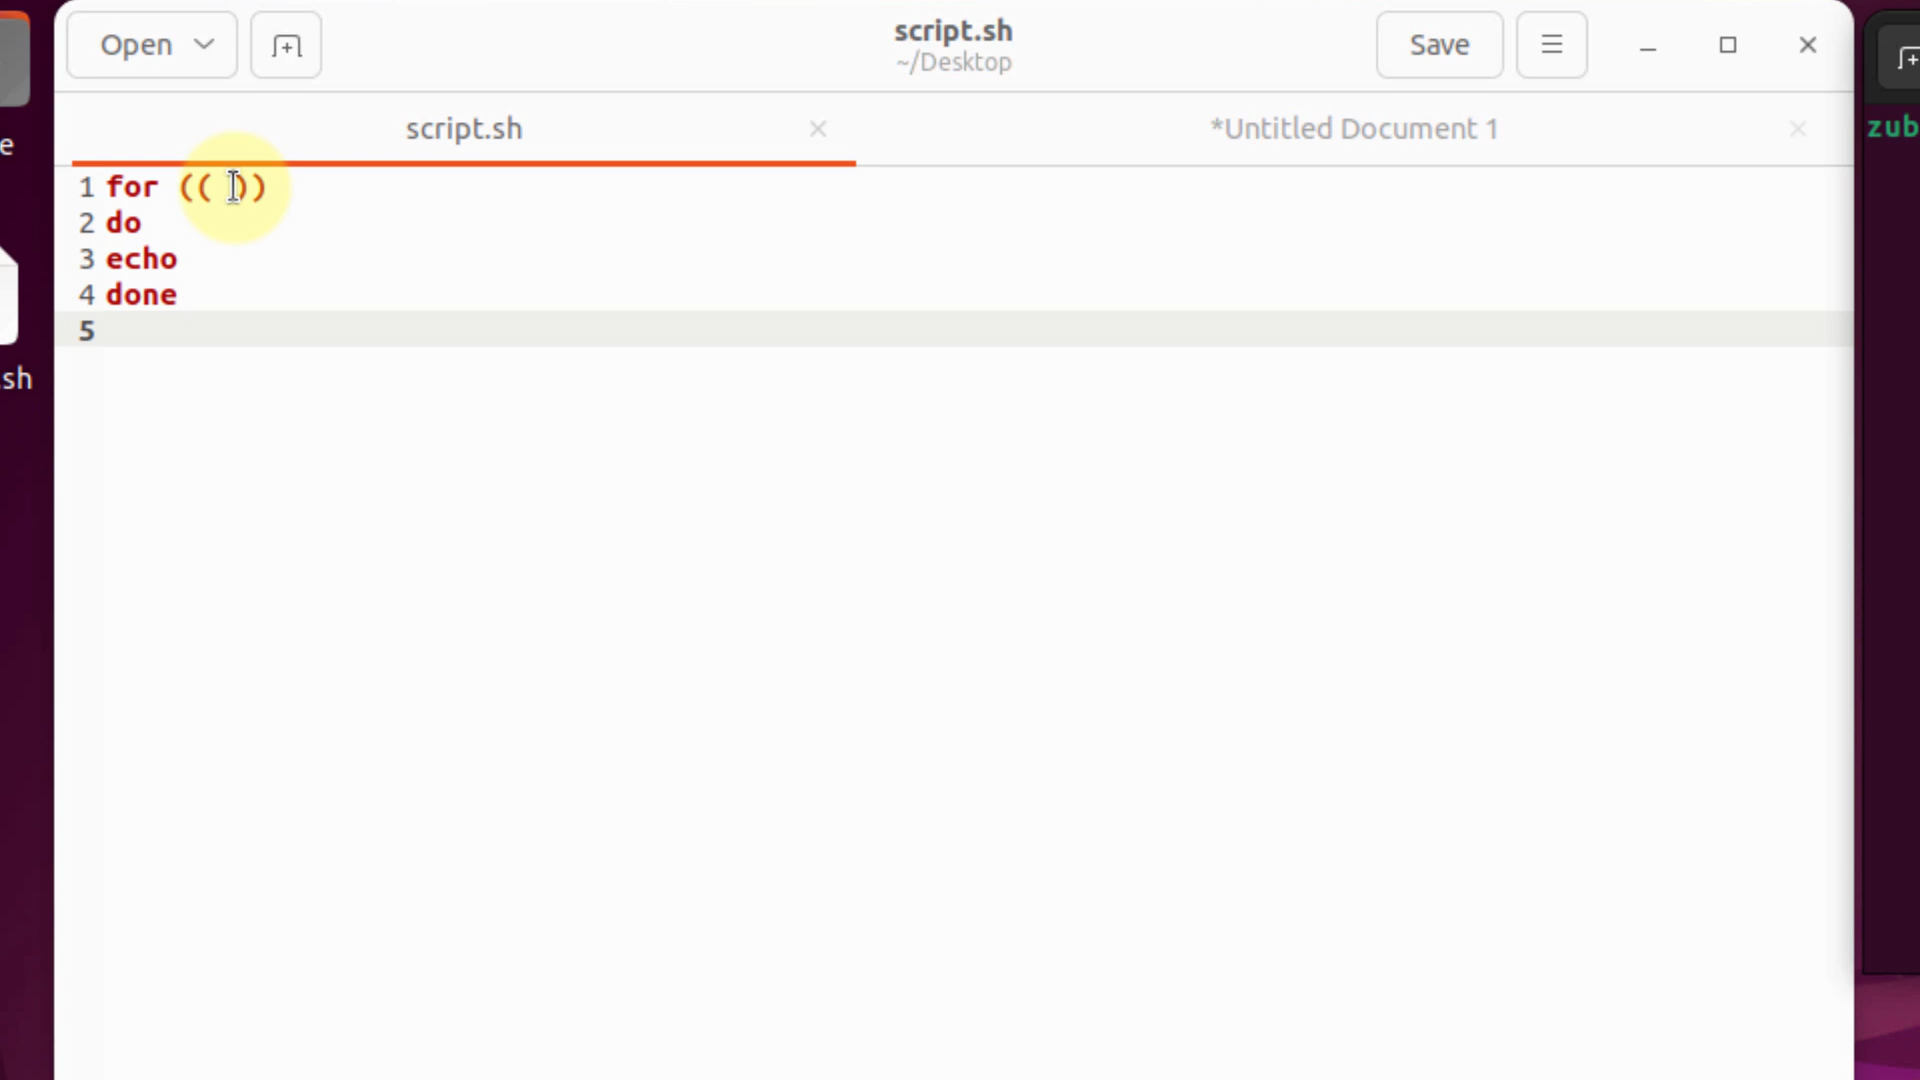 Open
script.sh
~/Desktop
Save
script.sh
*Untitled Document 1
zub
e
1 for (( ))
2 do
3 echo
4 done
5
.sh